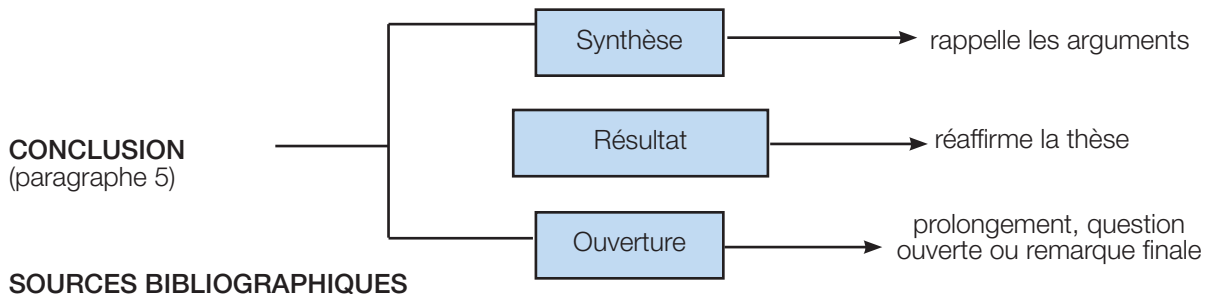 Synthèse
rappelle les arguments
CONCLUSION
(paragraphe 5)
Résultat
réaffirme la thèse
Ouverture
prolongement, question
ouverte ou remarque finale
SOURCES BIBLIOGRAPHIQUES